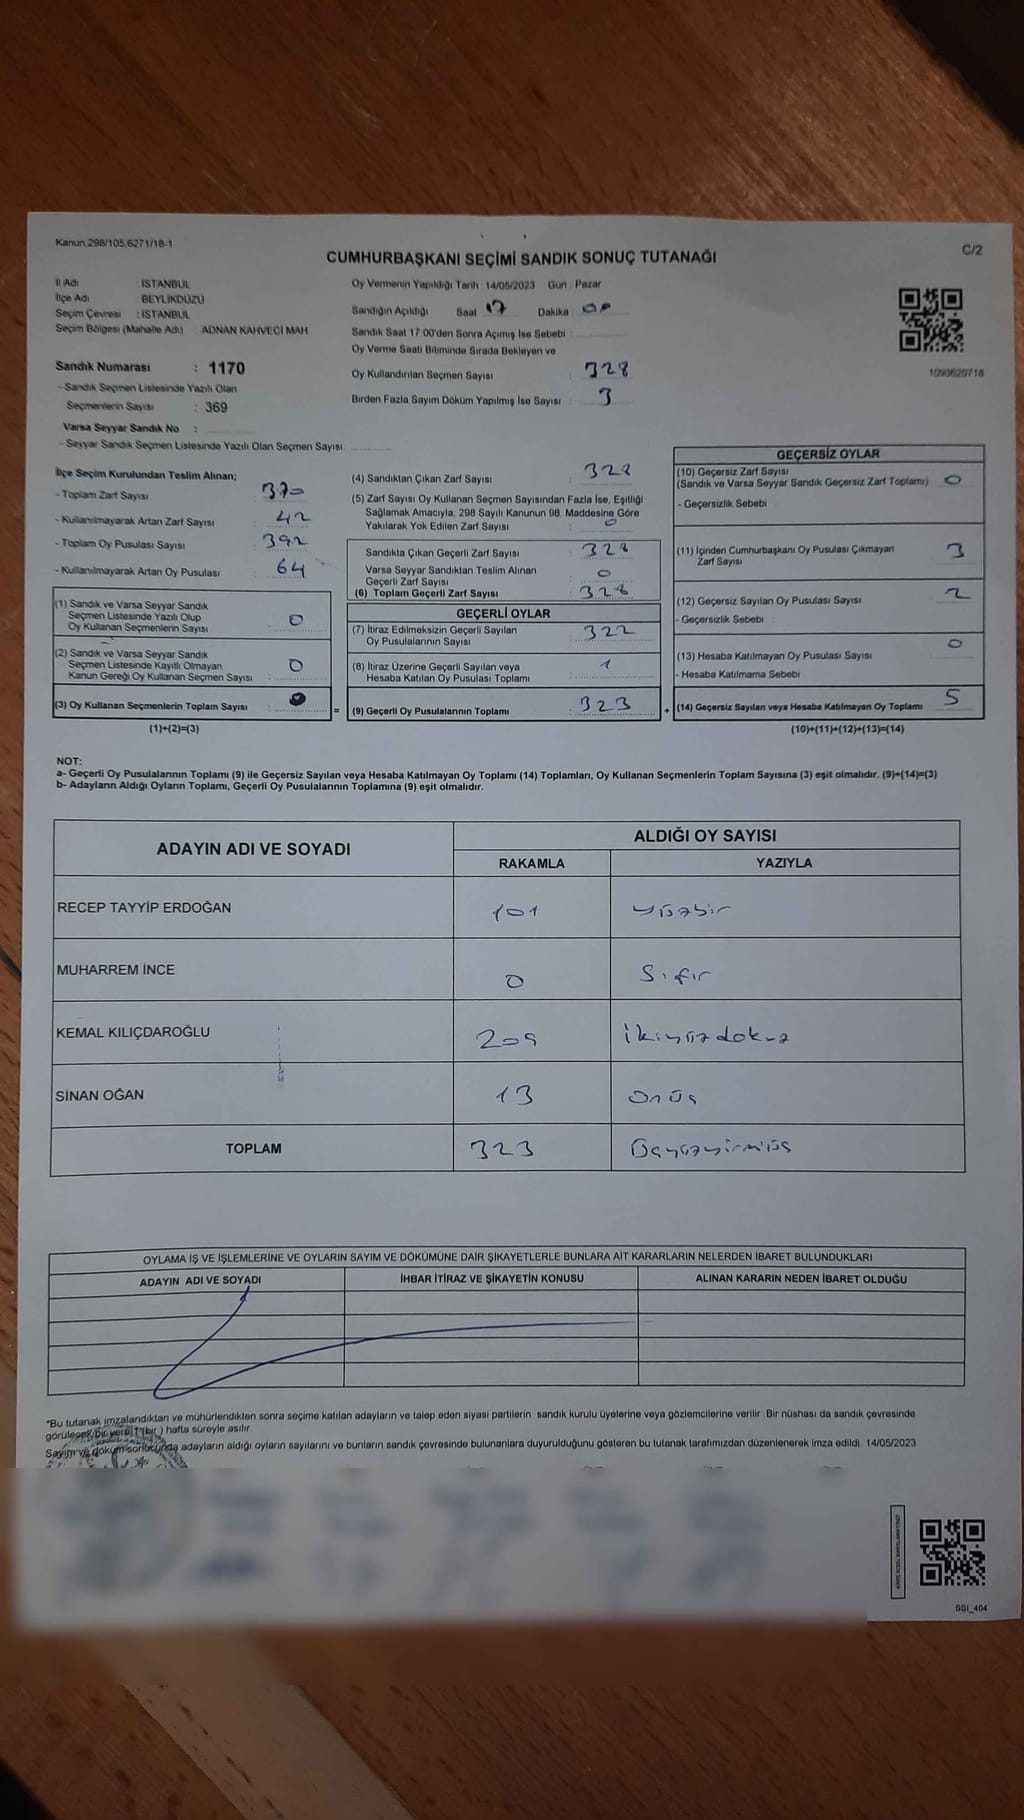 Kanun.298/105,6271/18-1
C/2
CUMHURBAŞKANI SEÇİMİ SANDIK SONUÇ TUTANAĞI
İl Adı : İSTANBUL
İlçe Adı : BEYLİKDÜZÜ
Seçim Çevresi : İSTANBUL
Seçim Bölgesi (Mahalle Adı) : ADNAN KAHVECİ MAH
Sandık Numarası : 1170
- Sandık Seçmen Listesinde Yazılı Olan
Seçmenlerin Sayısı : 369
Varsa Seyyar Sandık No :
- Seyyar Sandık Seçmen Listesinde Yazılı Olan Seçmen Sayısı:
Oy Vermenin Yapıldığı Tarih : 14/05/2023 Gün : Pazar
Sandığın Açıldığı Saat 17 Dakika 00
Sandık Saat 17:00'den Sonra Açımış İse Sebebi :
Oy Verme Saati Bitiminde Sırada Bekleyen ve
Oy Kullandırılan Seçmen Sayısı : 328
Birden Fazla Sayım Döküm Yapılmış İse Sayısı : 3
1093620718
İlçe Seçim Kurulundan Teslim Alınan;
- Toplam Zarf Sayısı : 370
- Kullanılmayarak Artan Zarf Sayısı : 42
- Toplam Oy Pusulası Sayısı : 392
- Kullanılmayarak Artan Oy Pusulası : 64
(1) Sandık ve Varsa Seyyar Sandık
Seçmen Listesinde Yazılı Olup
Oy Kullanan Seçmenlerin Sayısı : 0
(2) Sandık ve Varsa Seyyar Sandık
Seçmen Listesinde Kayıtlı Olmayan
Kanun Gereği Oy Kullanan Seçmen Sayısı : 0
(3) Oy Kullanan Seçmenlerin Toplam Sayısı :
(1)+(2)=(3)
(4) Sandıktan Çıkan Zarf Sayısı : 328
(5) Zarf Sayısı Oy Kullanan Seçmen Sayısından Fazla İse, Eşitliği
Sağlamak Amacıyla, 298 Sayılı Kanunun 98. Maddesine Göre
Yakılarak Yok Edilen Zarf Sayısı : 0
Sandıkta Çıkan Geçerli Zarf Sayısı : 328
Varsa Seyyar Sandıktan Teslim Alınan
Geçerli Zarf Sayısı : 0
(6) Toplam Geçerli Zarf Sayısı : 328
GEÇERLİ OYLAR
(7) İtiraz Edilmeksizin Geçerli Sayılan
Oy Pusulalarının Sayısı : 322
(8) İtiraz Üzerine Geçerli Sayılan veya
Hesaba Katılan Oy Pusulası Toplamı : 1
= (9) Geçerli Oy Pusulalarının Toplamı : 323
GEÇERSİZ OYLAR
(10) Geçersiz Zarf Sayısı
(Sandık ve Varsa Seyyar Sandık Geçersiz Zarf Toplamı) : 0
- Geçersizlik Sebebi :
(11) İçinden Cumhurbaşkanı Oy Pusulası Çıkmayan
Zarf Sayısı : 3
(12) Geçersiz Sayılan Oy Pusulası Sayısı : 2
- Geçersizlik Sebebi :
(13) Hesaba Katılmayan Oy Pusulası Sayısı : 0
- Hesaba Katılmama Sebebi :
+ (14) Geçersiz Sayılan veya Hesaba Katılmayan Oy Toplamı : 5
(10)+(11)+(12)+(13)=(14)
NOT:
a- Geçerli Oy Pusulalarının Toplamı (9) ile Geçersiz Sayılan veya Hesaba Katılmayan Oy Toplamı (14) Toplamları, Oy Kullanan Seçmenlerin Toplam Sayısına (3) eşit olmalıdır. (9)+(14)=(3)
b- Adayların Aldığı Oyların Toplamı, Geçerli Oy Pusulalarının Toplamına (9) eşit olmalıdır.
ADAYIN ADI VE SOYADI
ALDIĞI OY SAYISI
RAKAMLA YAZIYLA
RECEP TAYYİP ERDOĞAN 101 yüzbir
MUHARREM İNCE 0 Sıfır
KEMAL KILIÇDAROĞLU 209 ikiyüzdokuz
SİNAN OĞAN 13 onüç
TOPLAM 323 Üçyüzyirmiüç
OYLAMA İŞ VE İŞLEMLERİNE VE OYLARIN SAYIM VE DÖKÜMÜNE DAİR ŞİKAYETLERLE BUNLARA AİT KARARLARIN NELERDEN İBARET BULUNDUKLARI
ADAYIN ADI VE SOYADI İHBAR İTİRAZ VE ŞİKAYETİN KONUSU ALINAN KARARIN NEDEN İBARET OLDUĞU
*Bu tutanak imzalandıktan ve mühürlendikten sonra seçime katılan adayların ve talep eden siyasi partilerin sandık kurulu üyelerine veya gözlemcilerine verilir .Bir nüshası da sandık çevresinde
görülecek bir yere 1 (bir ) hafta süreyle asılır.
Sayım ve döküm sonucunda adayların aldığı oyların sayılarını ve bunların sandık çevresinde bulunanlara duyurulduğunu gösteren bu tutanak tarafımızdan düzenlenerek imza edildi. 14/05/2023
SGI_404